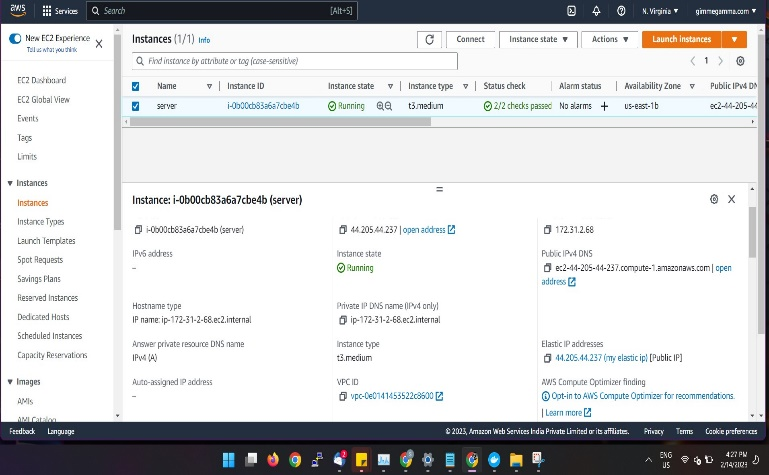 aws
Services
Search
[Alt+S]
N. Virginia
gimmegamma.com
New EC2 Experience
Tell us what you think
X
EC2 Dashboard
EC2 Global View
Events
Tags
Limits
Instances
Instances
Instance Types
Launch Templates
Spot Requests
Savings Plans
Reserved Instances
Dedicated Hosts
Scheduled Instances
Capacity Reservations
Images
AMIs
AMI Catalog
Instances (1/1) Info
Connect
Instance state
Actions
Launch instances
Find instance by attribute or tag (case-sensitive)
1
Name
Instance ID
Instance state
Instance type
Status check
Alarm status
Availability Zone
Public IPv4 DN
server
i-0b00cb83a6a7cbe4b
Running
t3.medium
2/2 checks passed
No alarms +
us-east-1b
ec2-44-205-44
Instance: i-0b00cb83a6a7cbe4b (server)
i-0b00cb83a6a7cbe4b (server)
44.205.44.237 | open address
172.31.2.68
IPv6 address
–
Instance state
Running
Public IPv4 DNS
ec2-44-205-44-237.compute-1.amazonaws.com | open
address
Hostname type
IP name: ip-172-31-2-68.ec2.internal
Private IP DNS name (IPv4 only)
ip-172-31-2-68.ec2.internal
Answer private resource DNS name
IPv4 (A)
Instance type
t3.medium
Elastic IP addresses
44.205.44.237 (my elastic ip) [Public IP]
Auto-assigned IP address
–
VPC ID
vpc-0e0141453522c8600
AWS Compute Optimizer finding
Opt-in to AWS Compute Optimizer for recommendations.
| Learn more
Feedback
Language
© 2023, Amazon Web Services India Private Limited or its affiliates.
Privacy
Terms
Cookie preferences
ENG
US
4:27 PM
2/14/2023